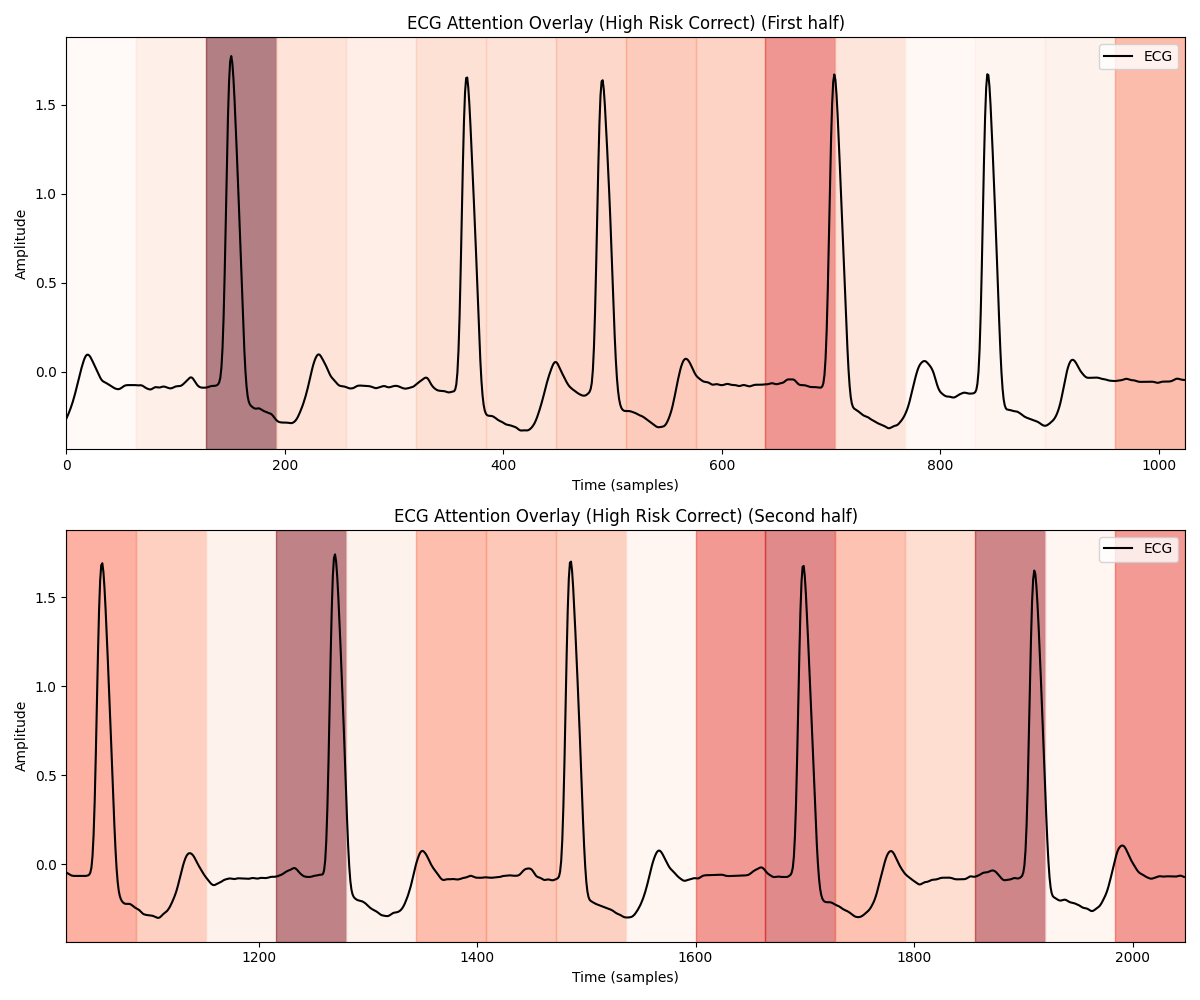 ECG Attention Overlay (High Risk Correct) (First half)
ECG
1.5
1.0
0.5
0.0
Amplitude
0 200 400 600 800 1000
Time (samples)
ECG Attention Overlay (High Risk Correct) (Second half)
ECG
1.5
1.0
0.5
0.0
Amplitude
1200 1400 1600 1800 2000
Time (samples)